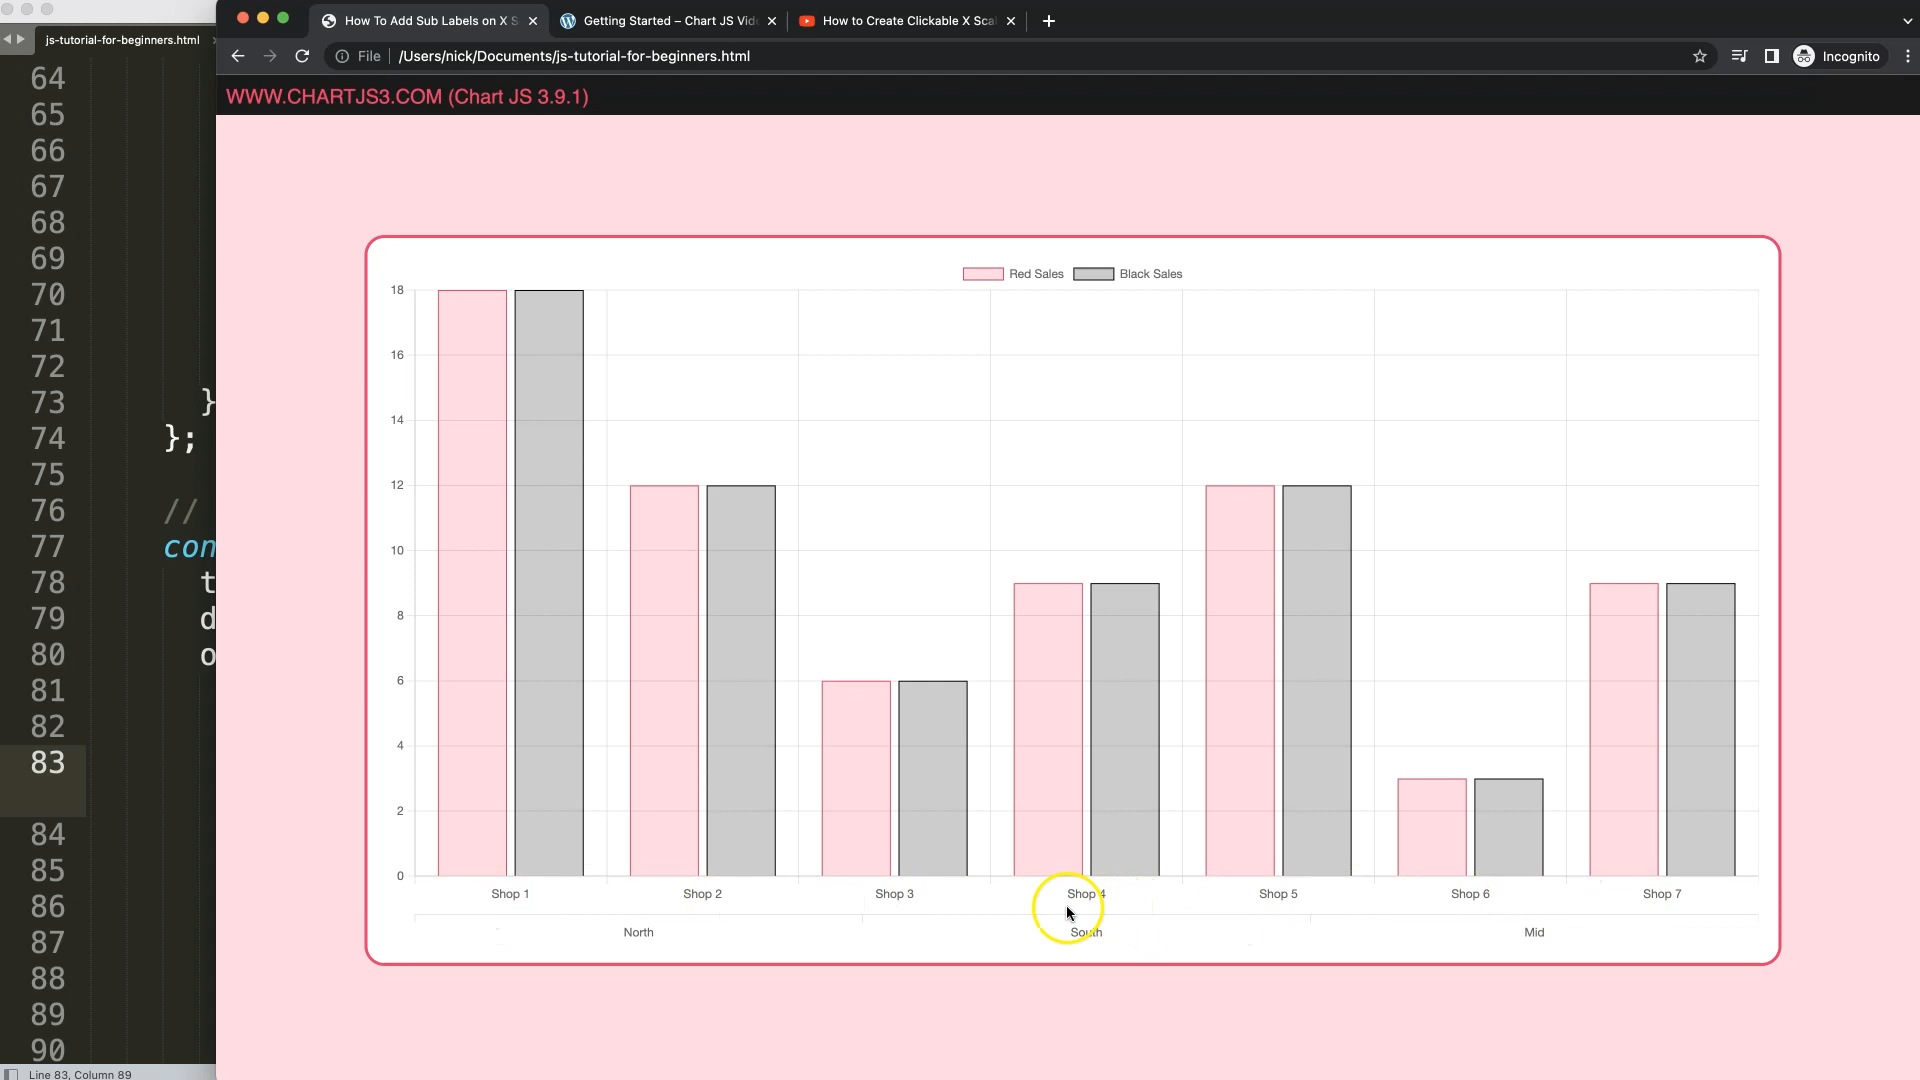 js-tutorial-for-beginners.html
How To Add Sub Labels on X S
Getting Started – Chart JS Vide
How to Create Clickable X Scal
File
/Users/nick/Documents/js-tutorial-for-beginners.html
Incognito
WWW.CHARTJS3.COM (Chart JS 3.9.1)
64
65
66
67
68
69
70
71
72
73 }
74 };
75
76 //
77 con
78 t
79 d
80 o
81
82
83
84
85
86
87
88
89
90
Red Sales Black Sales
18
16
14
12
10
8
6
4
2
0
Shop 1 Shop 2 Shop 3 Shop 4 Shop 5 Shop 6 Shop 7
North South Mid
Line 83, Column 89